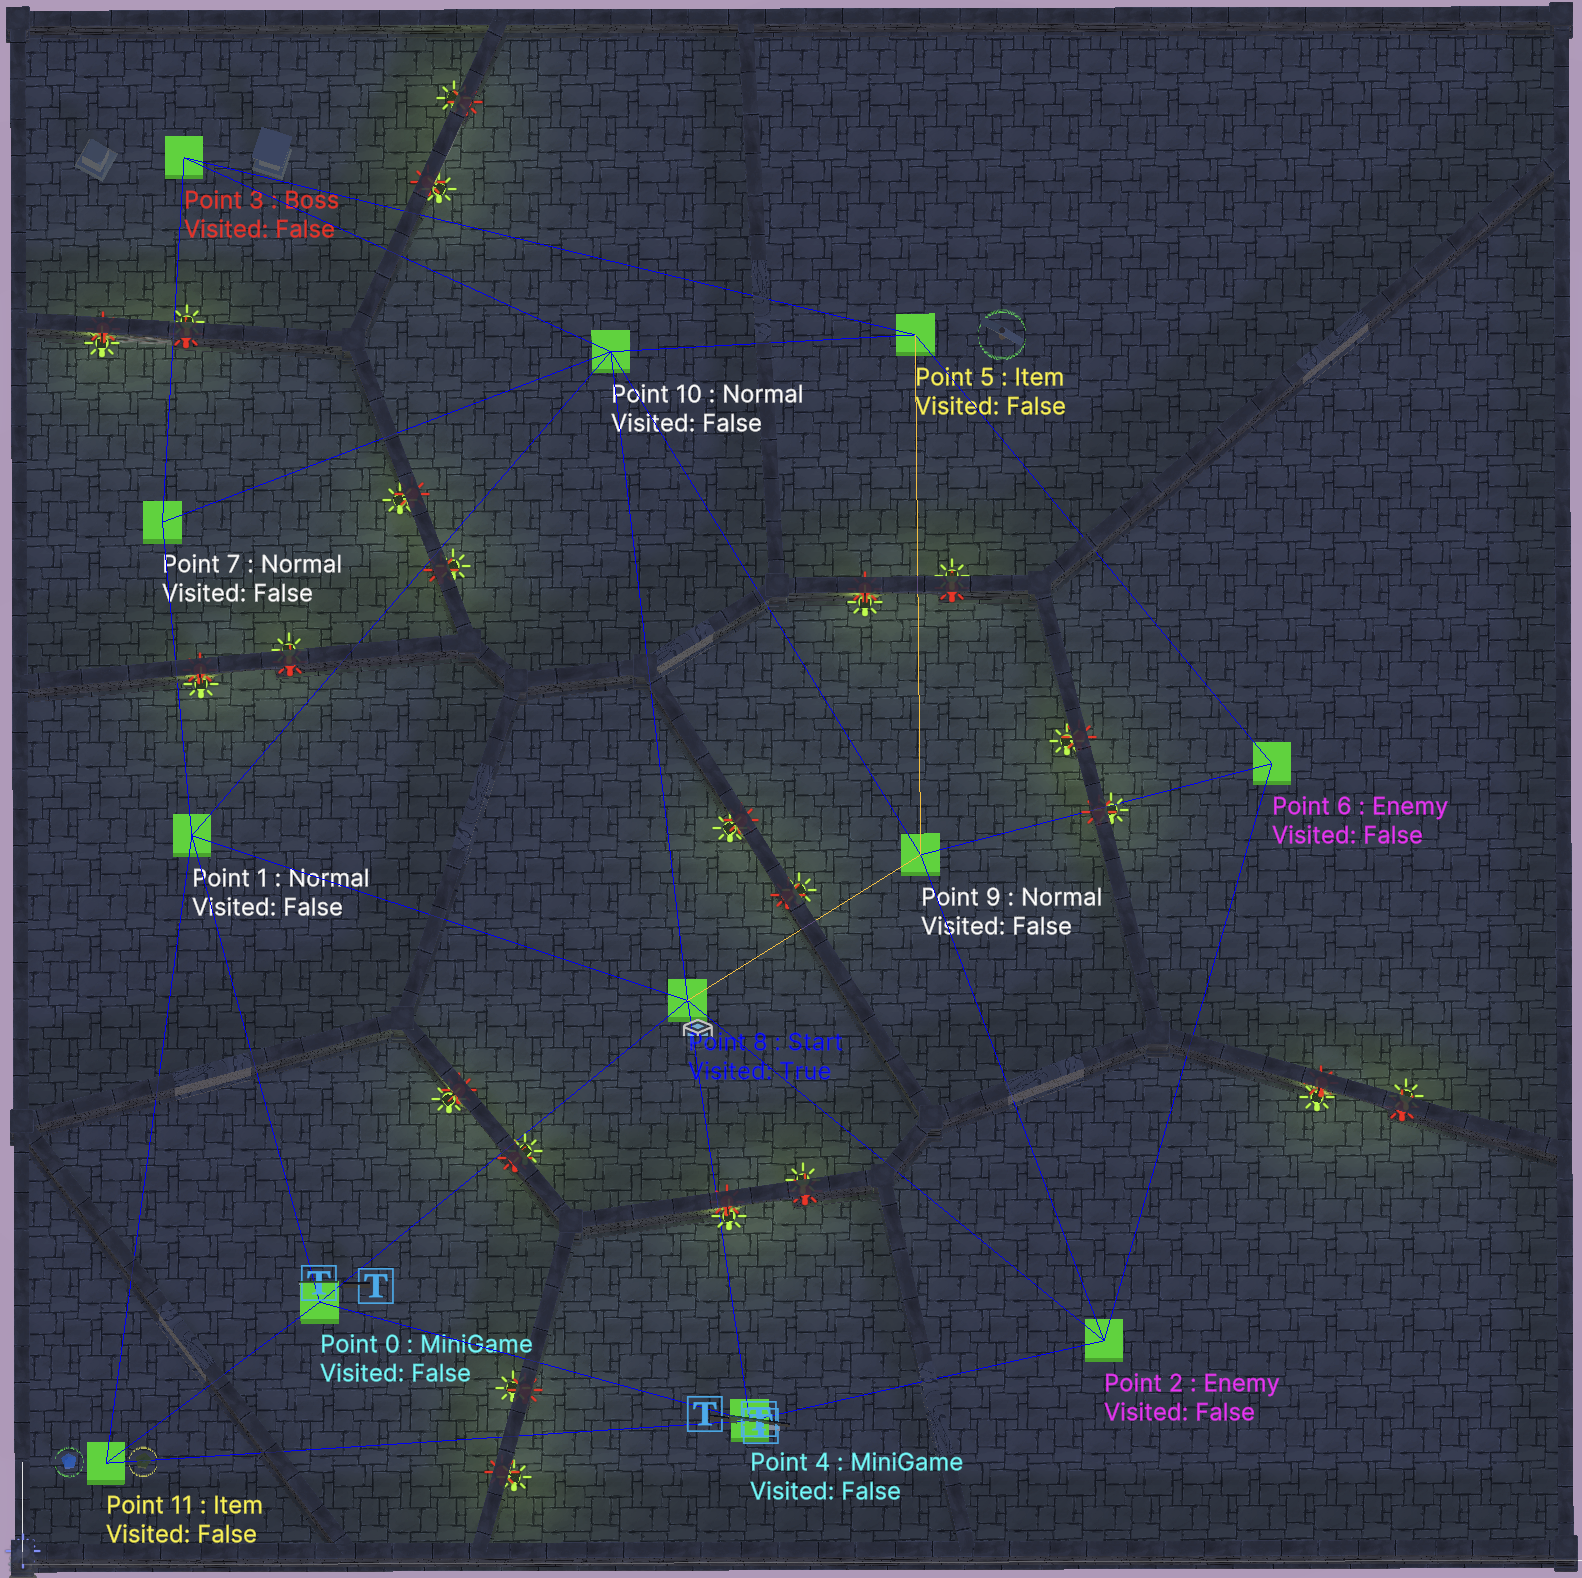 Point 3 : Boss
Visited: False
Point 5 : Item
Visited: False
Point 10 : Normal
Visited: False
Point 7 : Normal
Visited: False
Point 6 : Enemy
Visited: False
Point 1 : Normal
Visited: False
Point 9 : Normal
Visited: False
Point 8 : Start
Visited: True
T
T
Point 0 : MiniGame
Visited: False
Point 2 : Enemy
Visited: False
T
Point 4 : MiniGame
Visited: False
Point 11 : Item
Visited: False